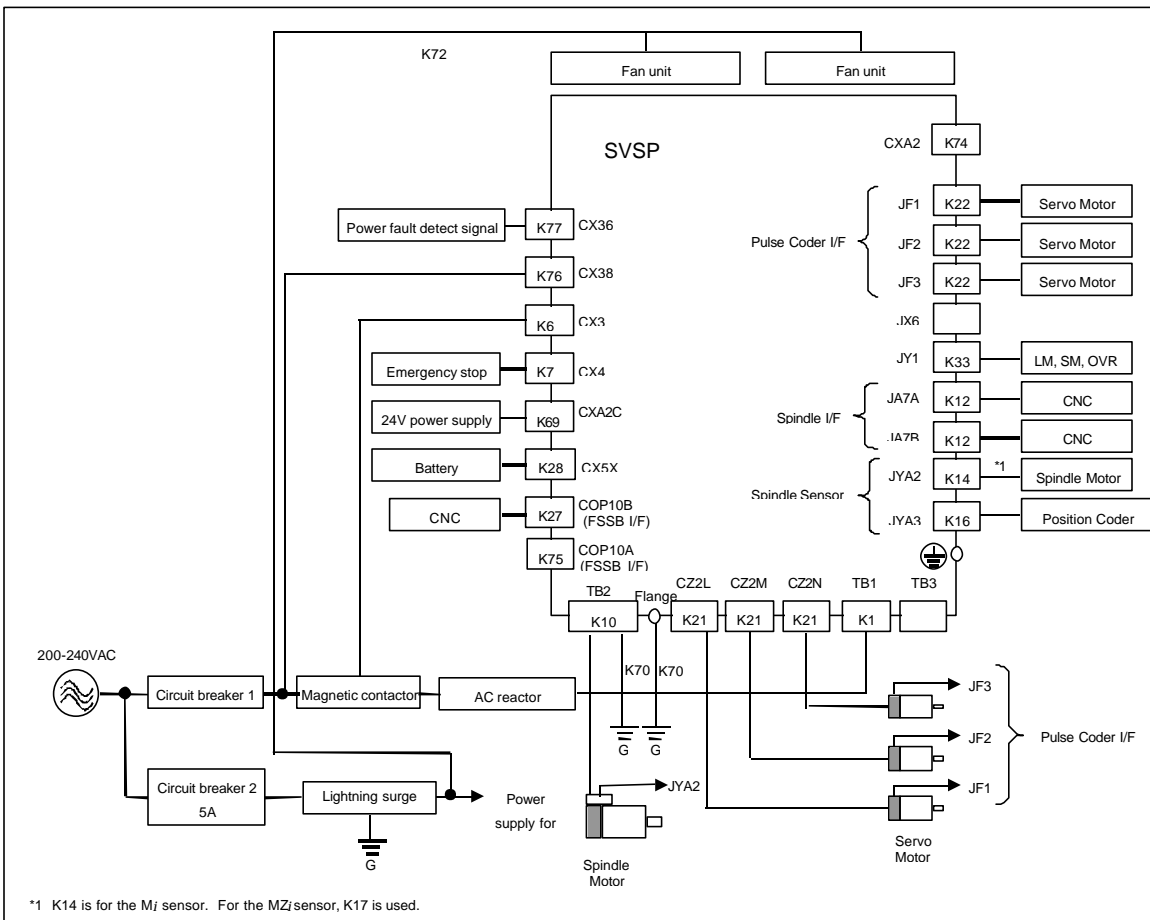 K72
Fan unit
Fan unit
SVSP
CXA2 K74
Power fault detect signal K77 CX36
K76 CX38
K6 CX3
Emergency stop K7 CX4
24V power supply K69 CXA2C
Battery K28 CX5X
CNC K27 COP10B
(FSSB I/F)
K75 COP10A
(FSSB I/F)
Pulse Coder I/F
JF1 K22 Servo Motor
JF2 K22 Servo Motor
JF3 K22 Servo Motor
JX6
JY1 K33 LM, SM, OVR
Spindle I/F
JA7A K12 CNC
JA7B K12 CNC
Spindle Sensor
JYA2 K14 *1 Spindle Motor
JYA3 K16 Position Coder
TB2 Flange CZ2L CZ2M CZ2N TB1 TB3
K10 K21 K21 K21 K1
K70 K70
G G
200-240VAC
Circuit breaker 1 Magnetic contactor AC reactor
Circuit breaker 2
5A
Lightning surge
G
Power
supply for
JYA2
Spindle
Motor
JF3
JF2
JF1
Pulse Coder I/F
Servo
Motor
*1 K14 is for the Mi sensor. For the MZi sensor, K17 is used.